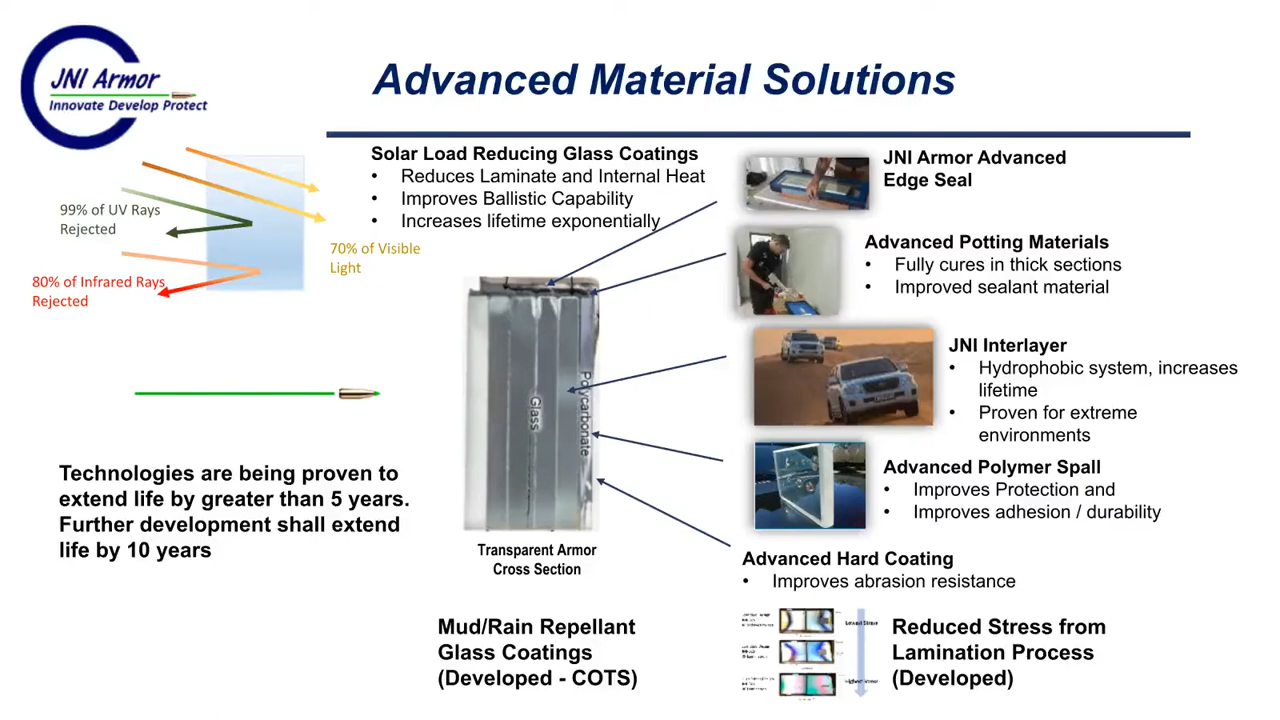 JNI Armor
Innovate Develop Protect
Advanced Material Solutions
Solar Load Reducing Glass Coatings
• Reduces Laminate and Internal Heat
• Improves Ballistic Capability
• Increases lifetime exponentially
99% of UV Rays
Rejected
70% of Visible
Light
80% of Infrared Rays
Rejected
JNI Armor Advanced
Edge Seal
Advanced Potting Materials
• Fully cures in thick sections
• Improved sealant material
JNI Interlayer
• Hydrophobic system, increases
lifetime
• Proven for extreme
environments
Glass
Polycarbonate
Advanced Polymer Spall
• Improves Protection and
• Improves adhesion / durability
Technologies are being proven to
extend life by greater than 5 years.
Further development shall extend
life by 10 years
Transparent Armor
Cross Section
Advanced Hard Coating
• Improves abrasion resistance
Mud/Rain Repellant
Glass Coatings
(Developed - COTS)
Lowest Stress
Highest Stress
Reduced Stress from
Lamination Process
(Developed)